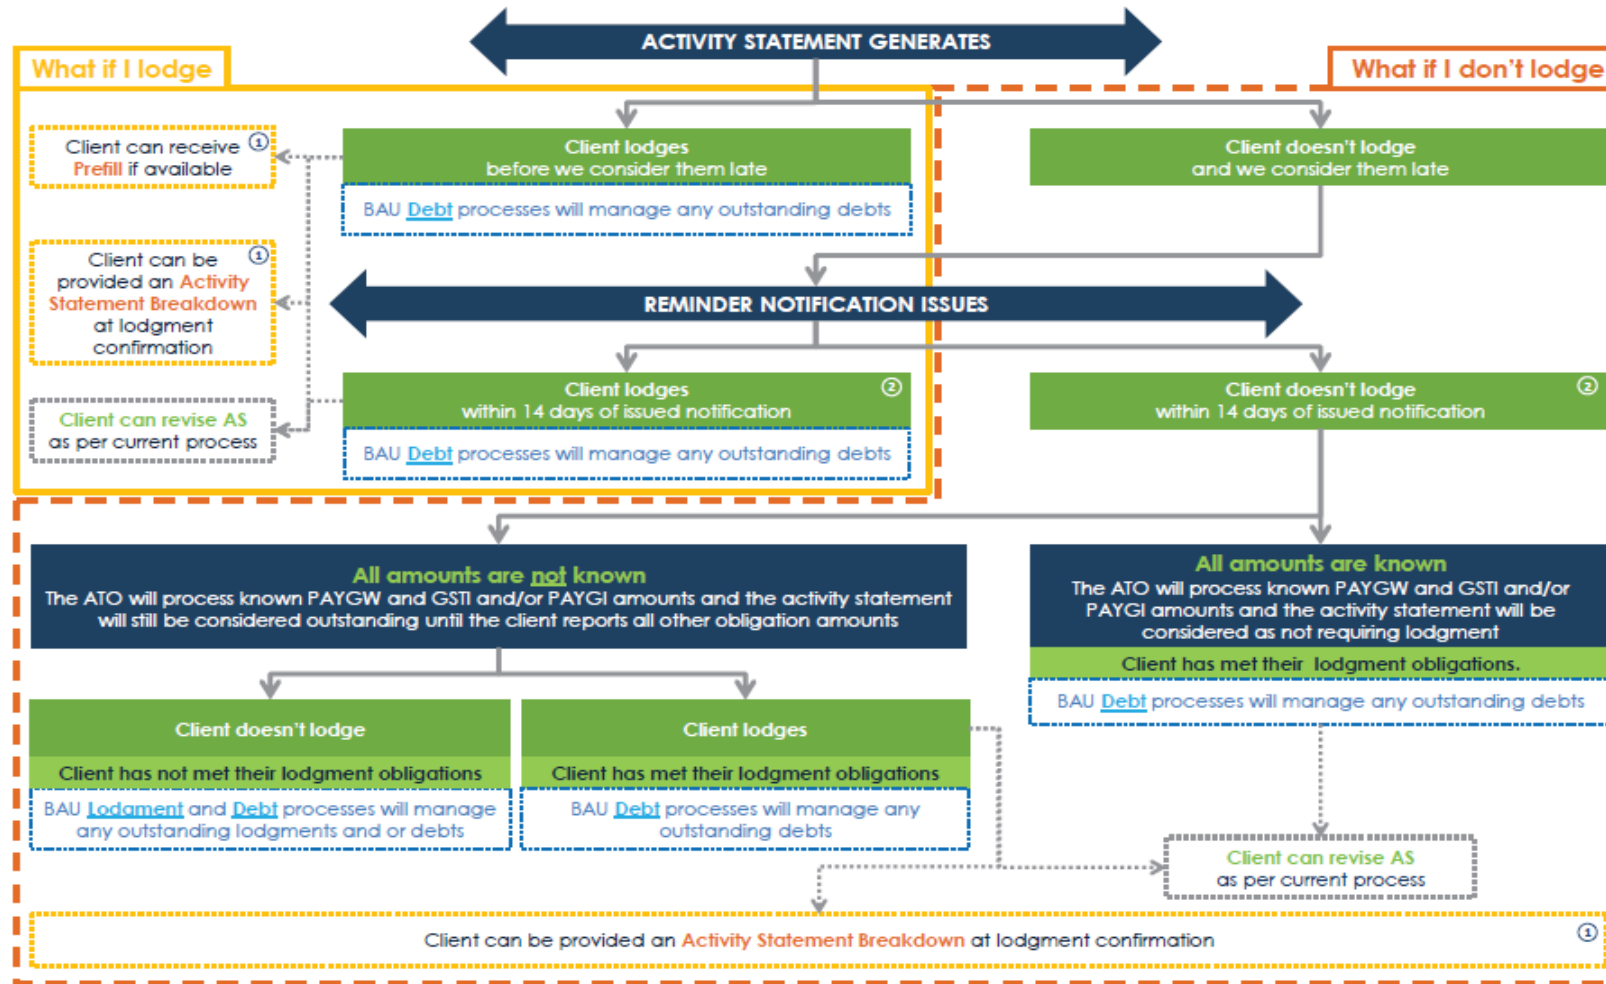 ACTIVITY STATEMENT GENERATES
What if I lodge
What if I don't lodge
Client can receive ①
Prefill if available
Client lodges
before we consider them late
BAU Debt processes will manage any outstanding debts
Client doesn't lodge
and we consider them late
Client can be ①
provided an Activity
Statement Breakdown
at lodgment
confirmation
REMINDER NOTIFICATION ISSUES
Client can revise AS
as per current process
Client lodges ②
within 14 days of issued notification
BAU Debt processes will manage any outstanding debts
Client doesn't lodge ②
within 14 days of issued notification
All amounts are not known
The ATO will process known PAYGW and GSTI and/or PAYGI amounts and the activity statement
will still be considered outstanding until the client reports all other obligation amounts
All amounts are known
The ATO will process known PAYGW and GSTI and/or
PAYGI amounts and the activity statement will be
considered as not requiring lodgment
Client has met their lodgment obligations.
BAU Debt processes will manage any outstanding debts
Client doesn't lodge
Client has not met their lodgment obligations
BAU Lodament and Debt processes will manage
any outstanding lodgments and or debts
Client lodges
Client has met their lodgment obligations
BAU Debt processes will manage any
outstanding debts
Client can revise AS
as per current process
Client can be provided an Activity Statement Breakdown at lodgment confirmation ①